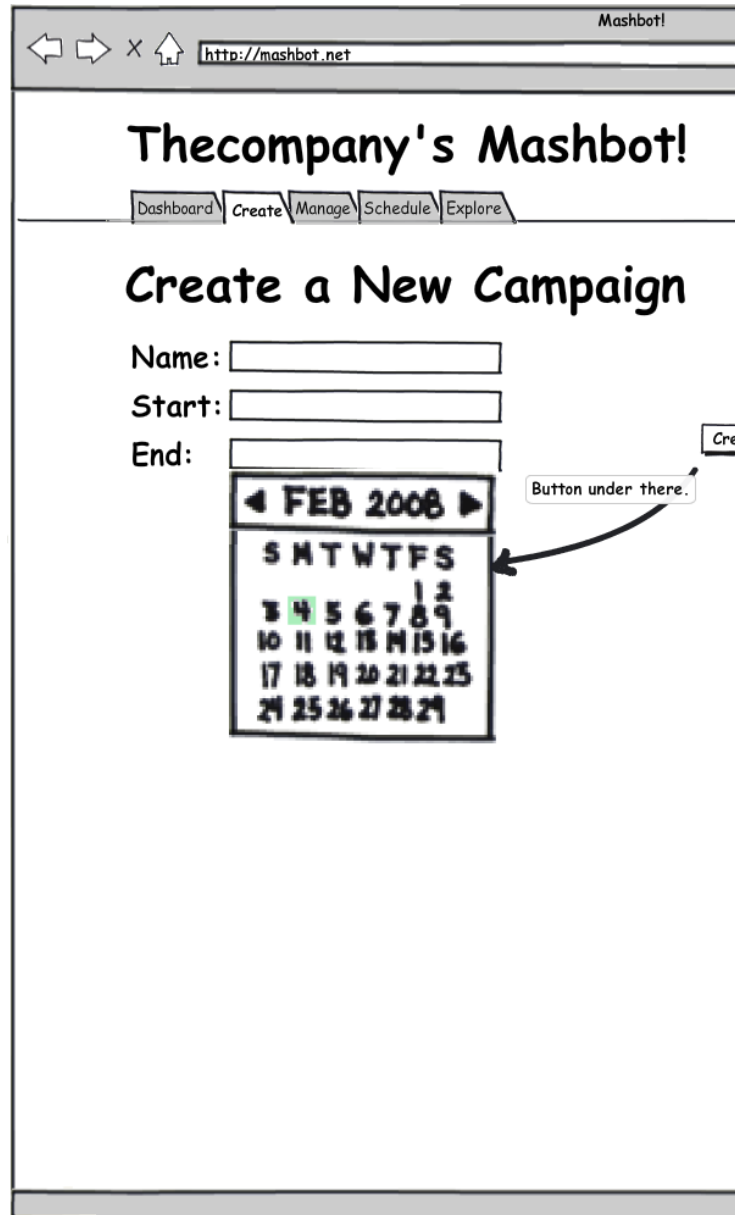 Mashbot!
http://mashbot.net
Thecompany's Mashbot!
Dashboard Create Manage Schedule Explore
Create a New Campaign
Name:
Start:
Cre
End:
Button under there.
FEB 2008
S M T W T F S
1 2
3 4 5 6 7 8 9
10 11 12 13 14 15 16
17 18 19 20 21 22 23
24 25 26 27 28 29